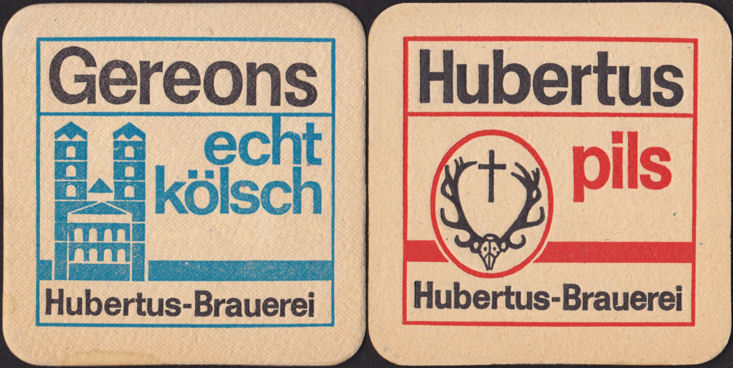 Gereons
echt
kölsch
Hubertus-Brauerei
Hubertus
pils
Hubertus-Brauerei